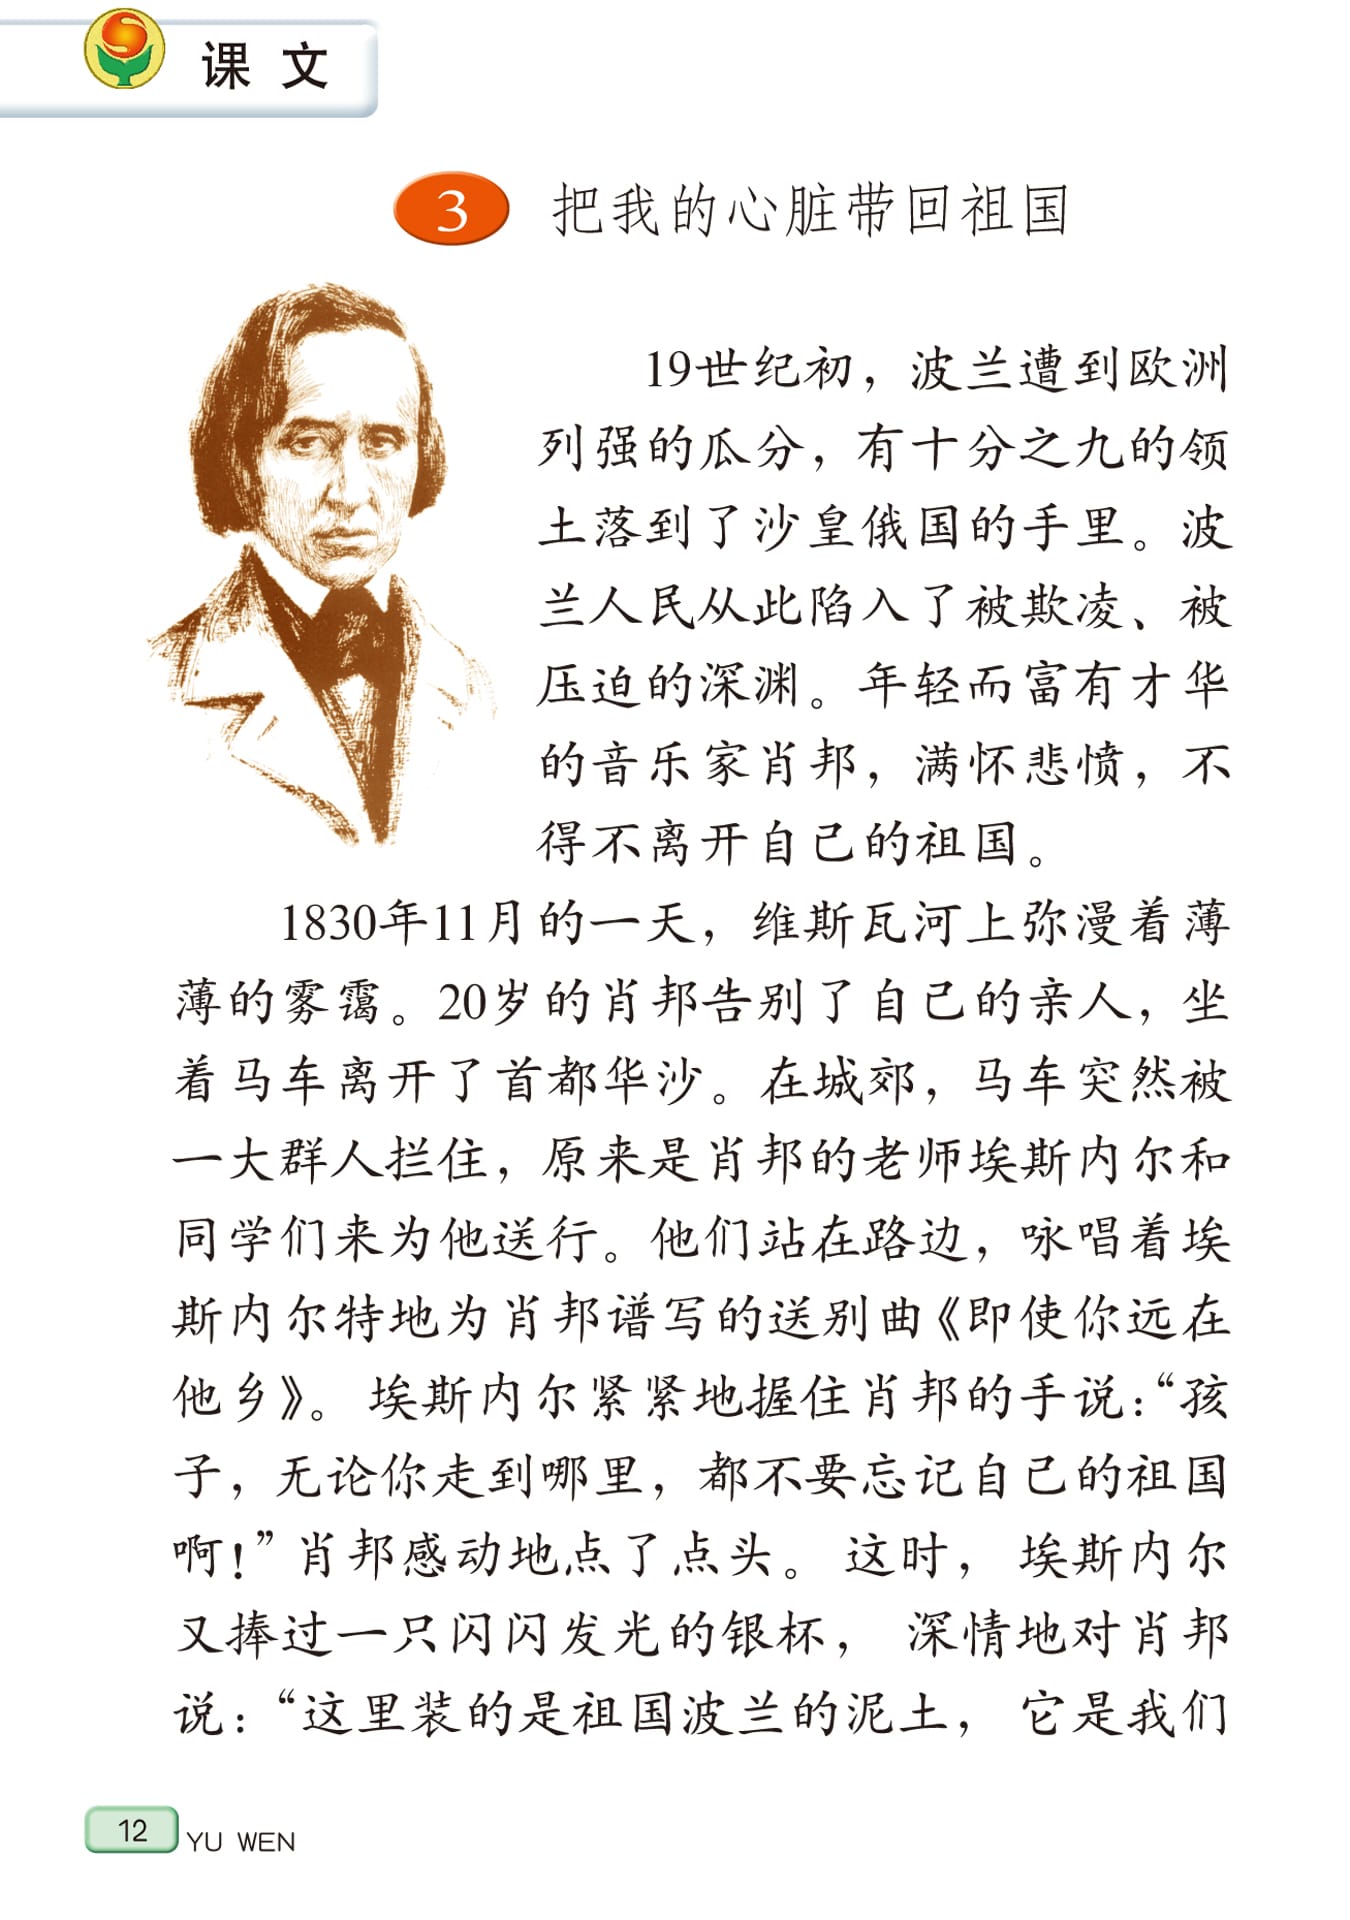 课 文
3 把我的心脏带回祖国
19世纪初，波兰遭到欧洲
列强的瓜分，有十分之九的领
土落到了沙皇俄国的手里。波
兰人民从此陷入了被欺凌、被
压迫的深渊。年轻而富有才华
的音乐家肖邦，满怀悲愤，不
得不离开自己的祖国。
1830年11月的一天，维斯瓦河上弥漫着薄
薄的雾霭。20岁的肖邦告别了自己的亲人，坐
着马车离开了首都华沙。在城郊，马车突然被
一大群人拦住，原来是肖邦的老师埃斯内尔和
同学们来为他送行。他们站在路边，咏唱着埃
斯内尔特地为肖邦谱写的送别曲《即使你远在
他乡》。埃斯内尔紧紧地握住肖邦的手说：“孩
子，无论你走到哪里，都不要忘记自己的祖国
啊！”肖邦感动地点了点头。这时，埃斯内尔
又捧过一只闪闪发光的银杯，深情地对肖邦
说：“这里装的是祖国波兰的泥土，它是我们
12 YU WEN